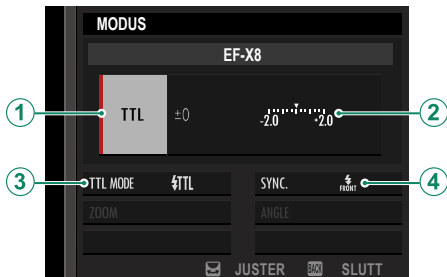 MODUS
EF-X8
1 TTL ±0 -2.0 +2.0 2
3 TTL MODE TTL SYNC. FRONT 4
ZOOM ANGLE
JUSTER BACK SLUTT